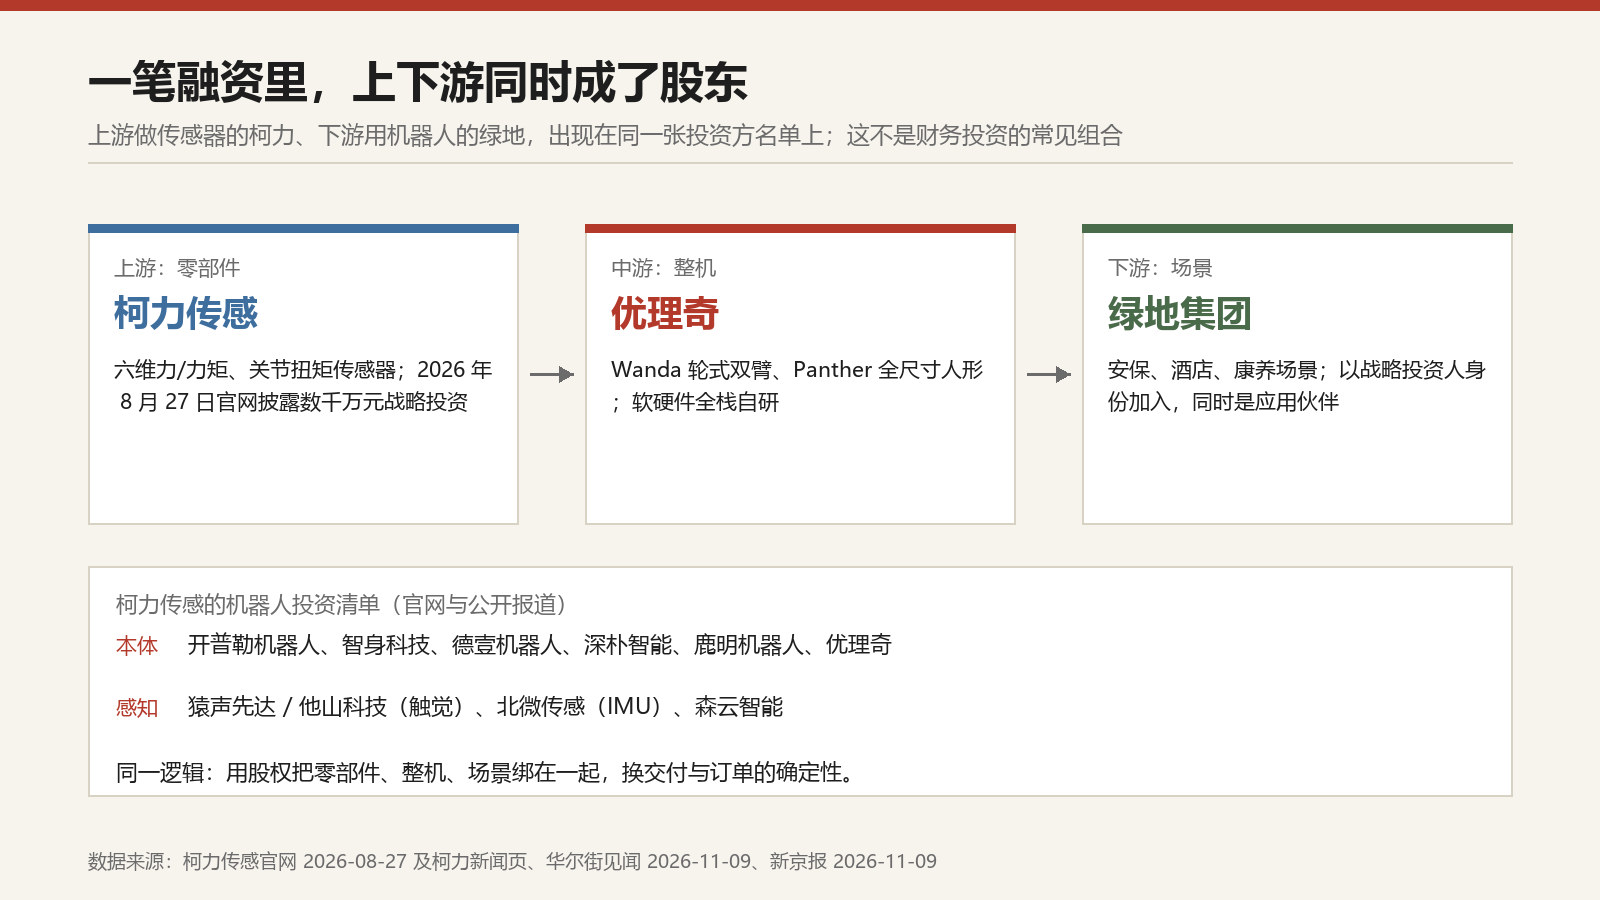 一笔融资里，上下游同时成了股东
上游做传感器的柯力、下游用机器人的绿地，出现在同一张投资方名单上；这不是财务投资的常见组合
上游：零部件
柯力传感
六维力/力矩、关节扭矩传感器；2026 年
8 月 27 日官网披露数千万元战略投资
中游：整机
优理奇
Wanda 轮式双臂、Panther 全尺寸人形
；软硬件全栈自研
下游：场景
绿地集团
安保、酒店、康养场景；以战略投资人身
份加入，同时是应用伙伴
柯力传感的机器人投资清单（官网与公开报道）
本体 开普勒机器人、智身科技、德壹机器人、深朴智能、鹿明机器人、优理奇
感知 猿声先达 / 他山科技（触觉）、北微传感（IMU）、森云智能
同一逻辑：用股权把零部件、整机、场景绑在一起，换交付与订单的确定性。
数据来源：柯力传感官网 2026-08-27 及柯力新闻页、华尔街见闻 2026-11-09、新京报 2026-11-09